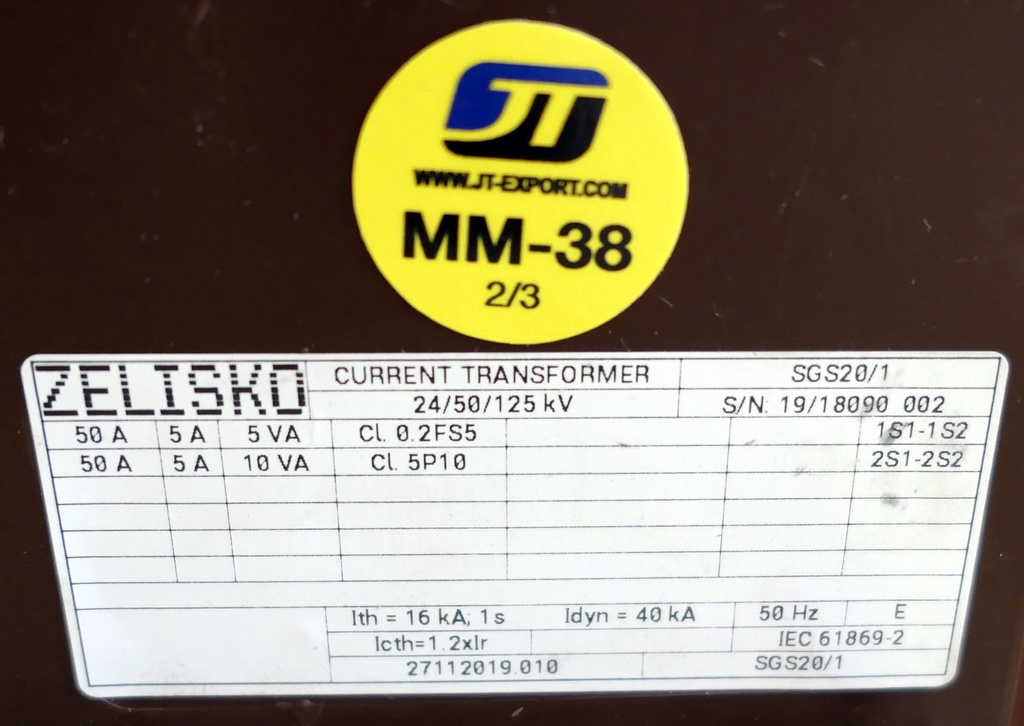 JT
WWW.JT-EXPORT.COM
MM-38
2/3
ZELISKO CURRENT TRANSFORMER SGS20/1
24/50/125 kV S/N: 19/18090 002
50 A 5 A 5 VA Cl. 0.2FS5 1S1-1S2
50 A 5 A 10 VA Cl. 5P10 2S1-2S2
Ith = 16 kA; 1s Idyn = 40 kA 50 Hz E
Icth=1.2xIr IEC 61869-2
27112019.010 SGS20/1